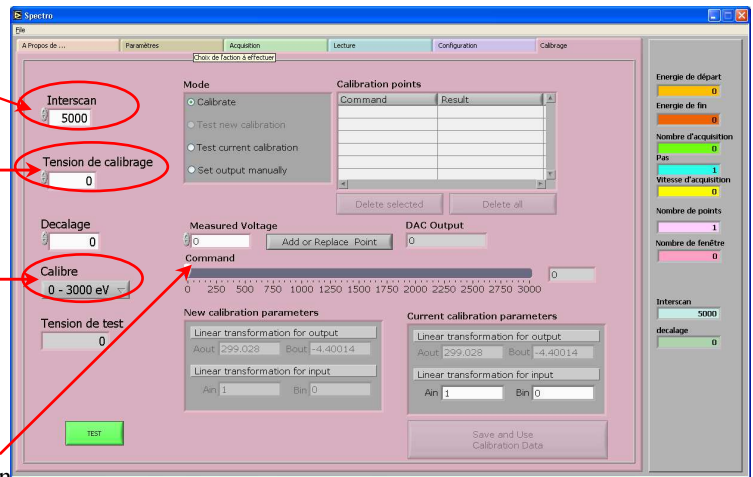 Spectro
File
A Propos de ...
Paramètres
Acquisition
Lecture
Configuration
Calibrage
Choix de l'action à effectuer
Interscan
5000
Tension de calibrage
0
Decalage
0
Calibre
0 - 3000 eV
Tension de test
0
TEST
Mode
Calibrate
Test new calibration
Test current calibration
Set output manually
Calibration points
Command Result
Delete selected
Delete all
Measured Voltage
0
Add or Replace Point
DAC Output
0
Command
0
0 250 500 750 1000 1250 1500 1750 2000 2250 2500 2750 3000
New calibration parameters
Linear transformation for output
Aout 299.028 Bout -4.40014
Linear transformation for input
Ain 1 Bin 0
Current calibration parameters
Linear transformation for output
Aout 299.028 Bout -4.40014
Linear transformation for input
Ain 1 Bin 0
Save and Use
Calibration Data
Energie de départ
0
Energie de fin
0
Nombre d'acquisition
0
Pas
1
Vitesse d'acquisition
0
Nombre de points
1
Nombre de fenêtre
0
Interscan
5000
decalage
0